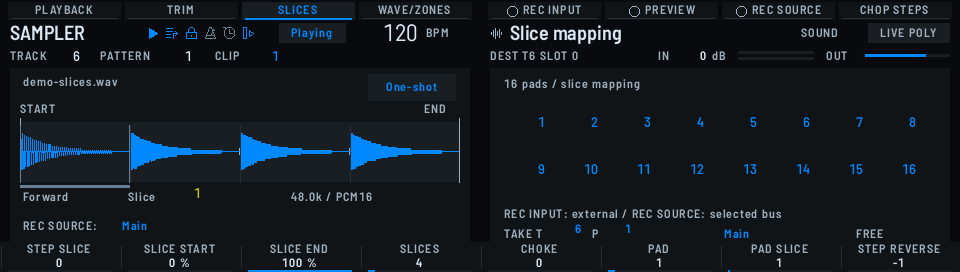 PLAYBACK TRIM SLICES WAVE/ZONES REC INPUT PREVIEW REC SOURCE CHOP STEPS
SAMPLER Playing 120 BPM Slice mapping SOUND LIVE POLY
TRACK 6 PATTERN 1 CLIP 1 DEST T6 SLOT 0 IN 0 dB OUT
demo-slices.wav One-shot 16 pads / slice mapping
START END
1 2 3 4 5 6 7 8
9 10 11 12 13 14 15 16
Forward Slice 1 48.0k / PCM16
REC INPUT: external / REC SOURCE: selected bus
REC SOURCE: Main TAKE T 6 P 1 Main FREE
STEP SLICE SLICE START SLICE END SLICES CHOKE PAD PAD SLICE STEP REVERSE
0 0 % 100 % 4 0 1 1 -1